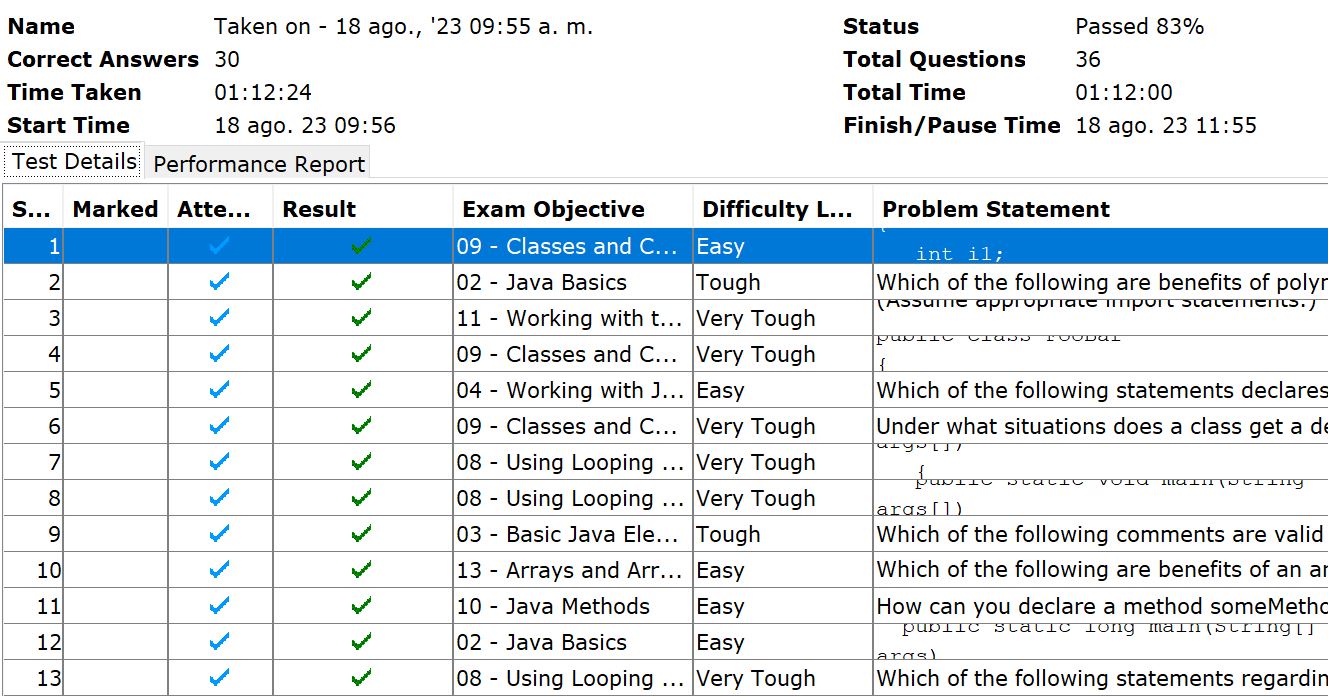 Name Taken on - 18 ago., '23 09:55 a. m. Status Passed 83%
Correct Answers 30 Total Questions 36
Time Taken 01:12:24 Total Time 01:12:00
Start Time 18 ago. 23 09:56 Finish/Pause Time 18 ago. 23 11:55
Test Details Performance Report
S... Marked Atte... Result Exam Objective Difficulty L... Problem Statement
1 09 - Classes and C... Easy {
int i1;
2 02 - Java Basics Tough Which of the following are benefits of
3 11 - Working with t... Very Tough (Assume appropriate import statements.)
4 09 - Classes and C... Very Tough public class FooBar
{
5 04 - Working with J... Easy Which of the following statements declares
6 09 - Classes and C... Very Tough Under what situations does a class get a
7 08 - Using Looping ... Very Tough args[])
{
8 08 - Using Looping ... Very Tough public static void main(String
args[])
9 03 - Basic Java Ele... Tough Which of the following comments are valid
10 13 - Arrays and Arr... Easy Which of the following are benefits of an
11 10 - Java Methods Easy How can you declare a method
12 02 - Java Basics Easy public static long main(String[]
args)
13 08 - Using Looping ... Very Tough Which of the following statements